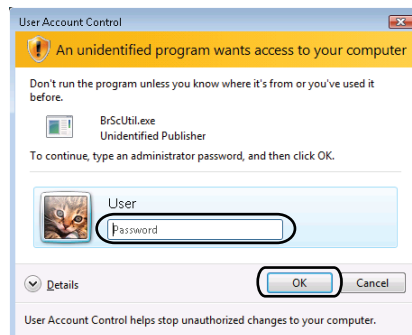 User Account Control
An unidentified program wants access to your computer
Don't run the program unless you know where it's from or you've used it
before.
BrScUtil.exe
Unidentified Publisher
To continue, type an administrator password, and then click OK.
User
Password
Details
OK
Cancel
User Account Control helps stop unauthorized changes to your computer.